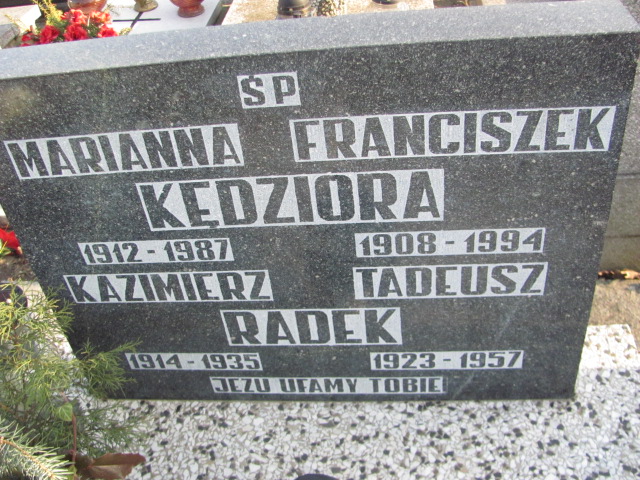 ŚP
MARIANNA FRANCISZEK
KĘDZIORA
1912-1987 1908-1994
KAZIMIERZ TADEUSZ
RADEK
1914-1935 1923-1957
JEZU UFAMY TOBIE